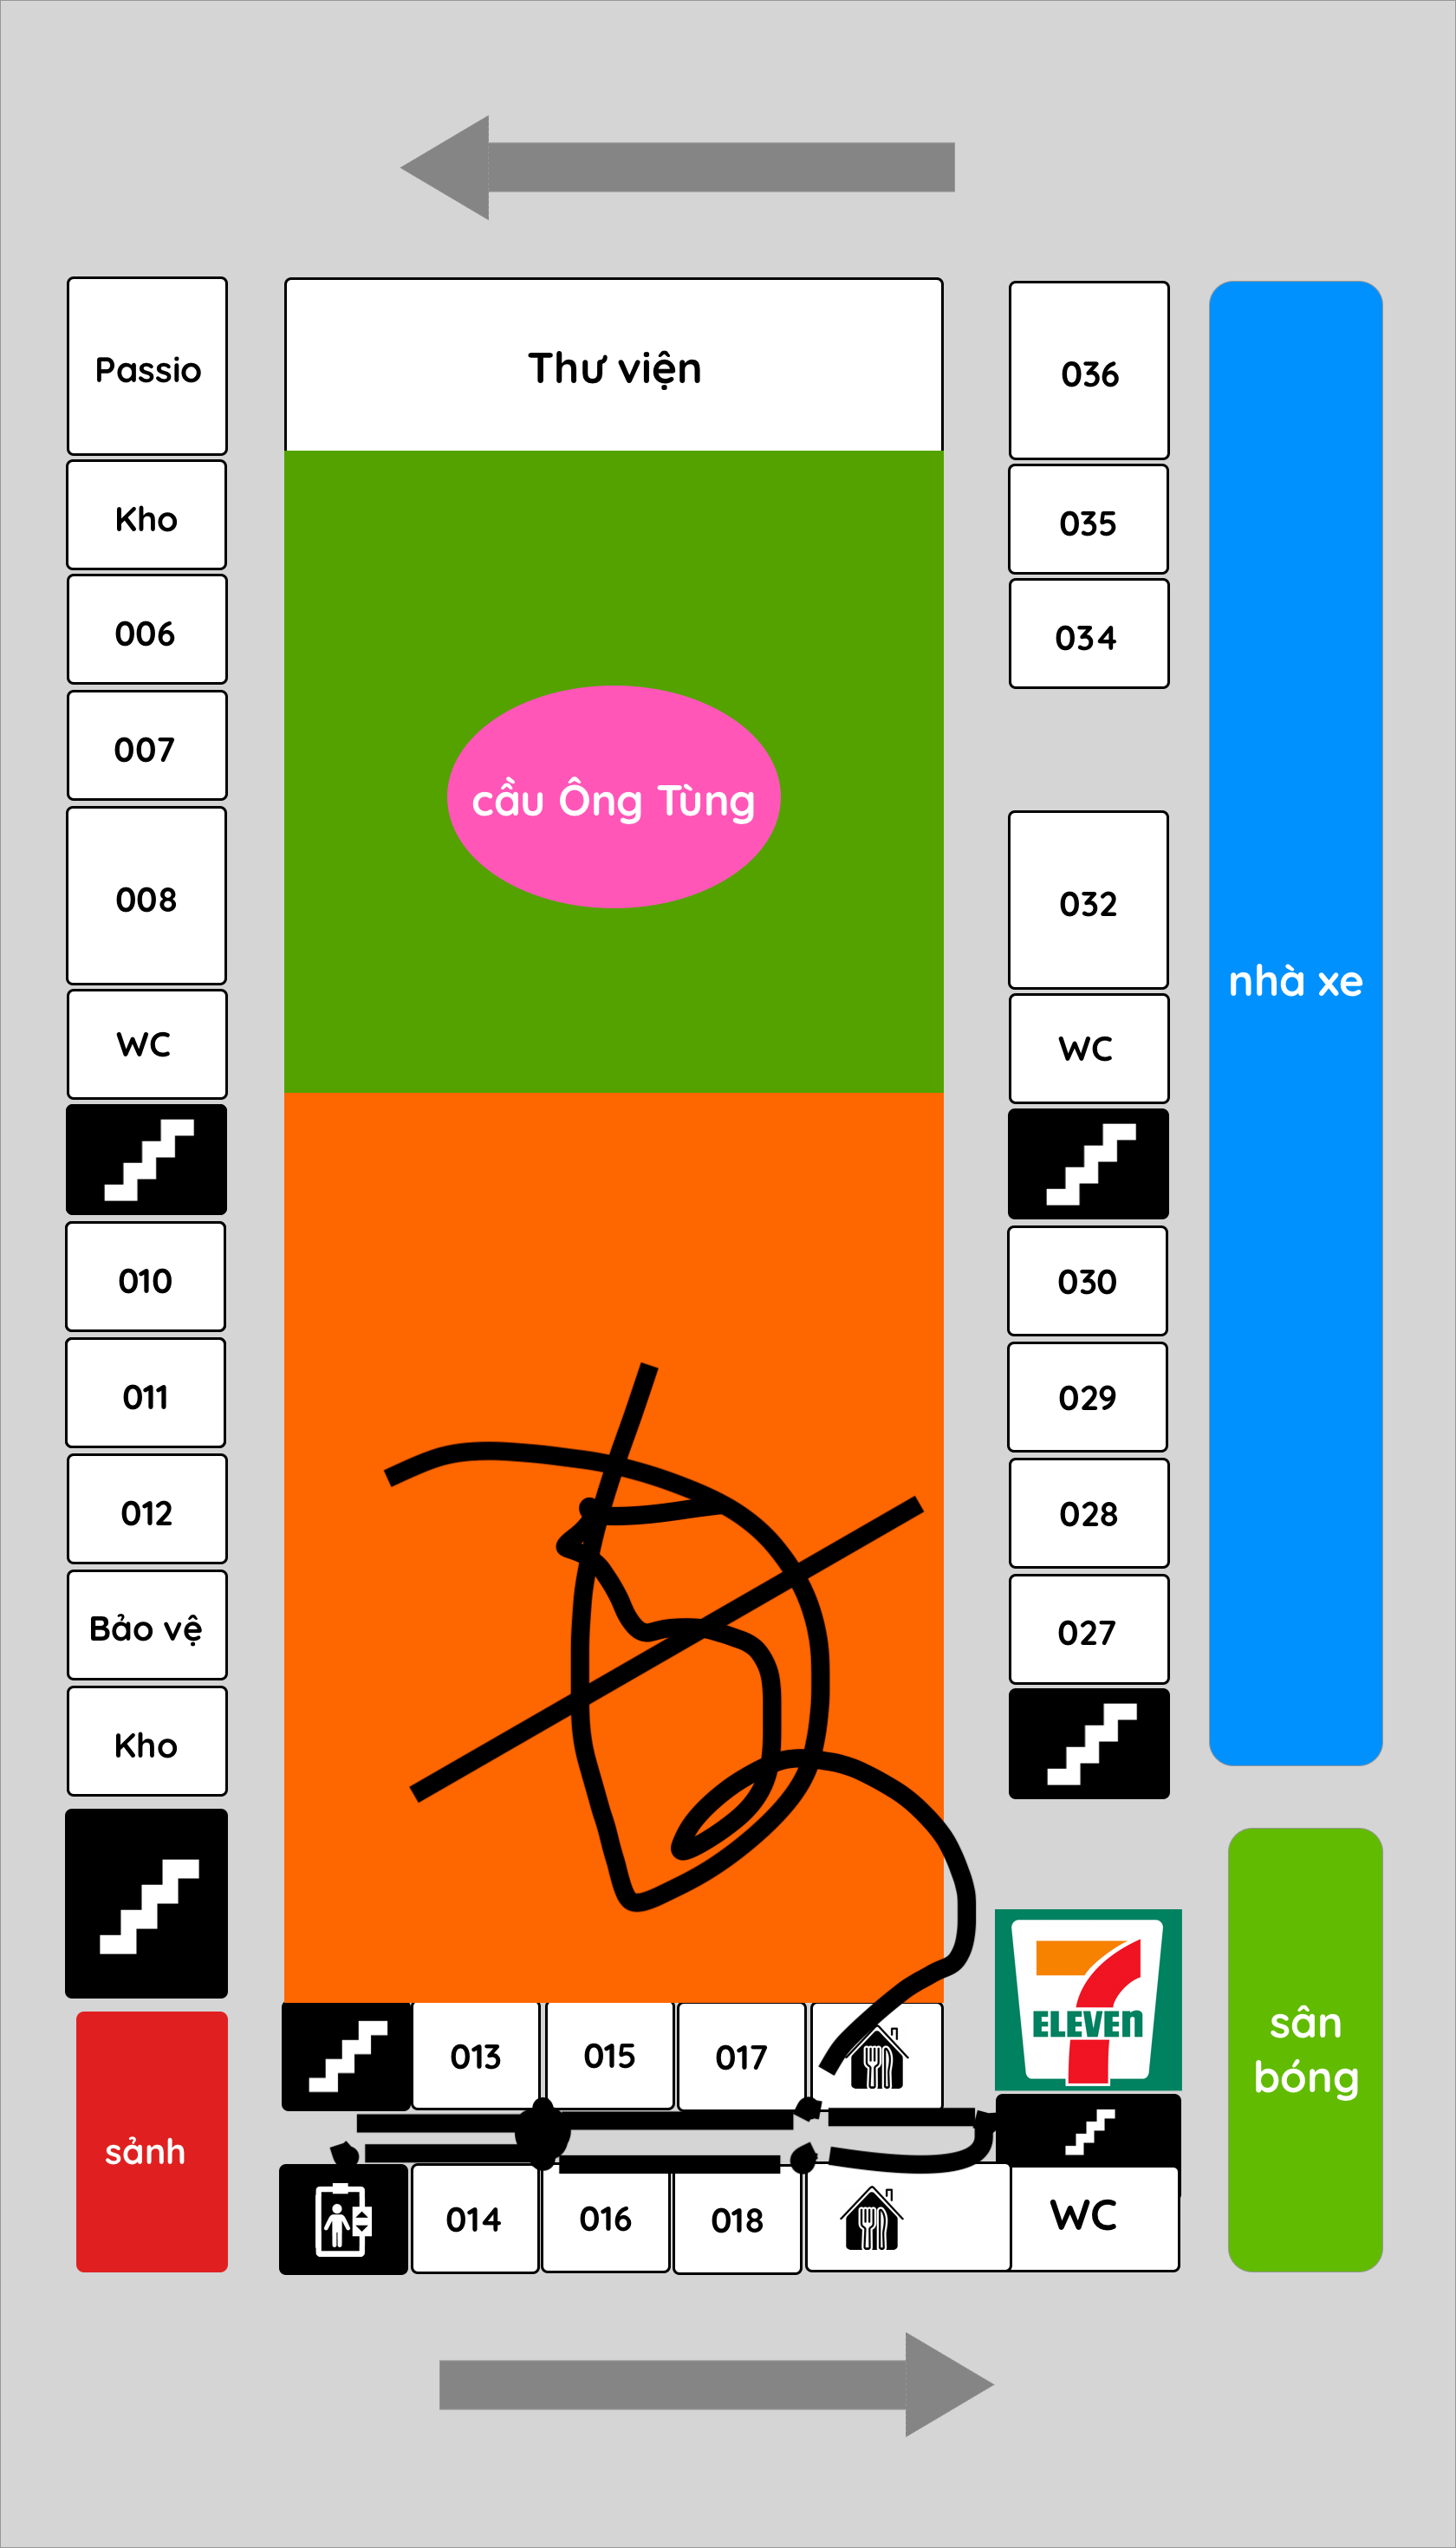 Thư viện
Passio
Kho
006
007
008
WC
010
011
012
Bảo vệ
Kho
sảnh
cầu Ông Tùng
036
035
034
032
WC
030
029
028
027
nhà xe
7
ELEVEn
sân
bóng
013
015
017
014
016
018
WC